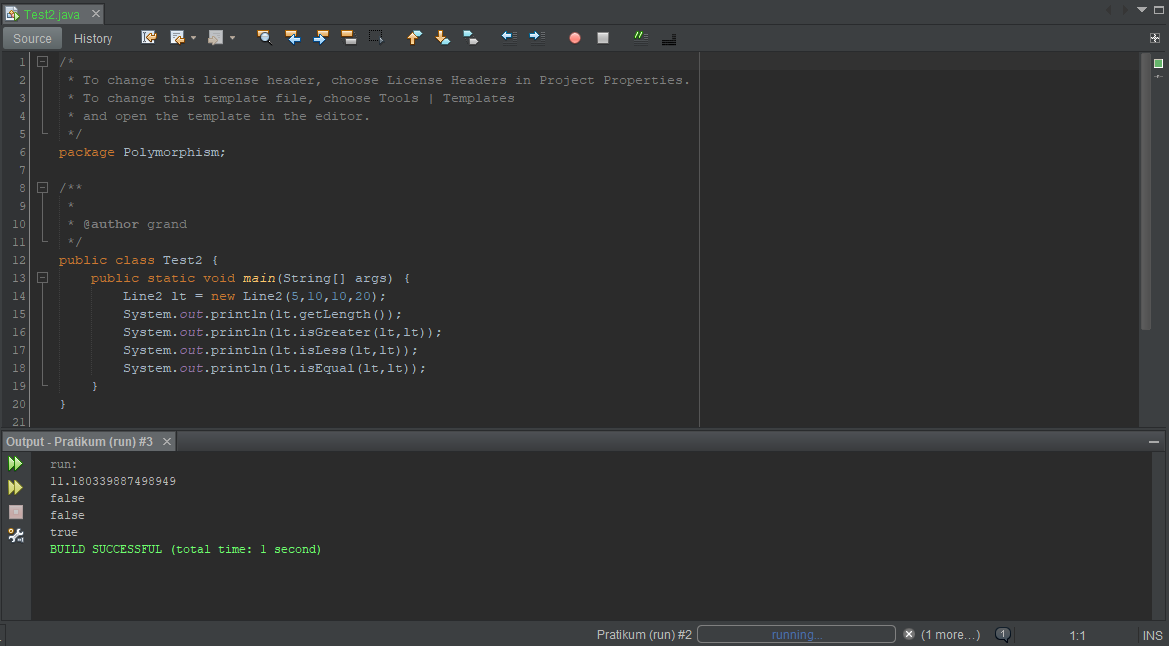 Test2.java
Source History
1 /*
2 * To change this license header, choose License Headers in Project Properties.
3 * To change this template file, choose Tools | Templates
4 * and open the template in the editor.
5 */
6 package Polymorphism;
7
8 /**
9 *
10 * @author grand
11 */
12 public class Test2 {
13 public static void main(String[] args) {
14 Line2 lt = new Line2(5,10,10,20);
15 System.out.println(lt.getLength());
16 System.out.println(lt.isGreater(lt,lt));
17 System.out.println(lt.isLess(lt,lt));
18 System.out.println(lt.isEqual(lt,lt));
19 }
20 }
21
Output - Pratikum (run) #3
run:
11.180339887498949
false
false
true
BUILD SUCCESSFUL (total time: 1 second)
Pratikum (run) #2 running... (1 more...) 1 1:1 INS